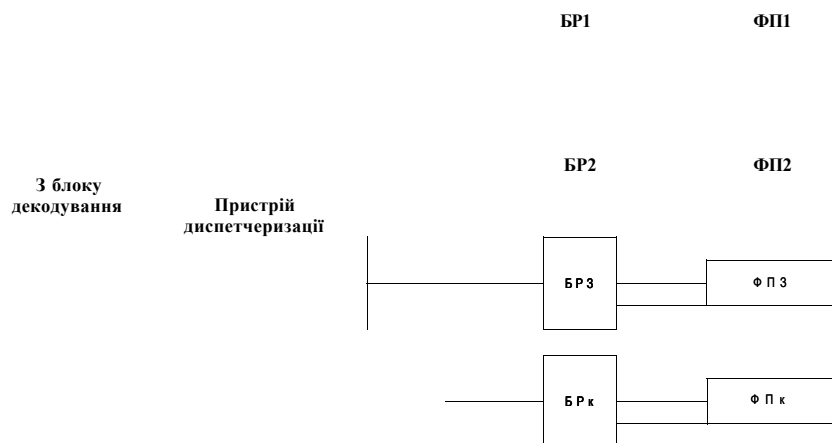 БР1 ФП1
БР2 ФП2
З блоку
декодування
Пристрій
диспетчеризації
БР3 ФП3
БРк ФПк